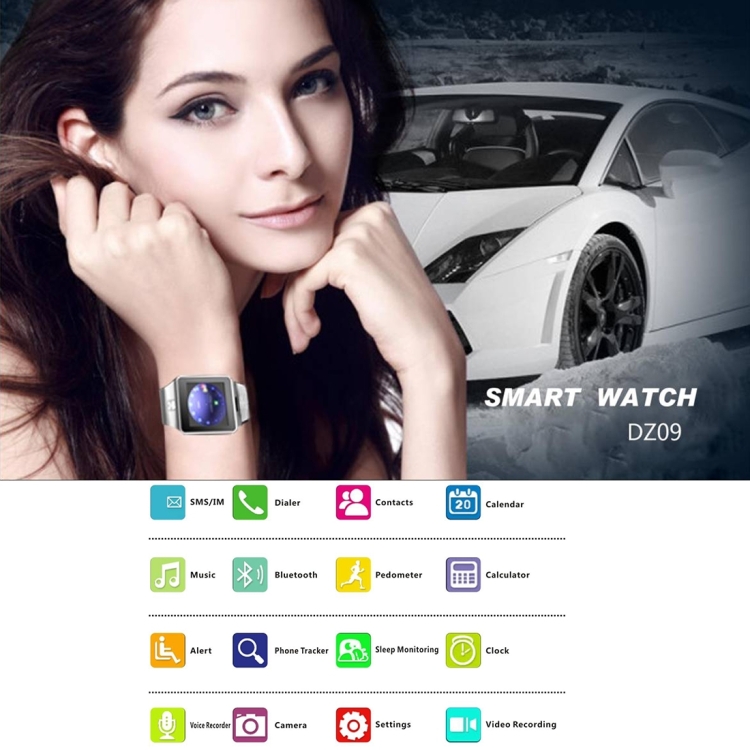 SMART WATCH
DZ09
SMS/IM Dialer Contacts 20 Calendar
Music Bluetooth Pedometer Calculator
Alert Phone Tracker Sleep Monitoring Clock
Voice Recorder Camera Settings Video Recording